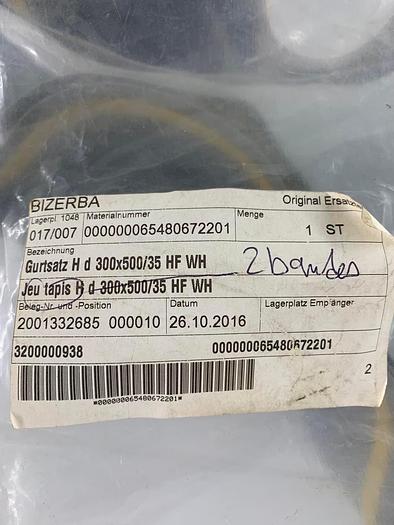 BIZERBA Original Ersatz
Lagerpl. 1048 Materialnummer Menge
017/007 000000065480672201 1 ST
Bezeichnung
Gurtsatz H d 300x500/35 HF WH 2 bandes
Jeu tapis H d 300x500/35 HF WH
Beleg-Nr. und -Position Datum Lagerplatz Empfänger
2001332685 000010 26.10.2016
3200000938 000000065480672201
2
*000000065480672201*